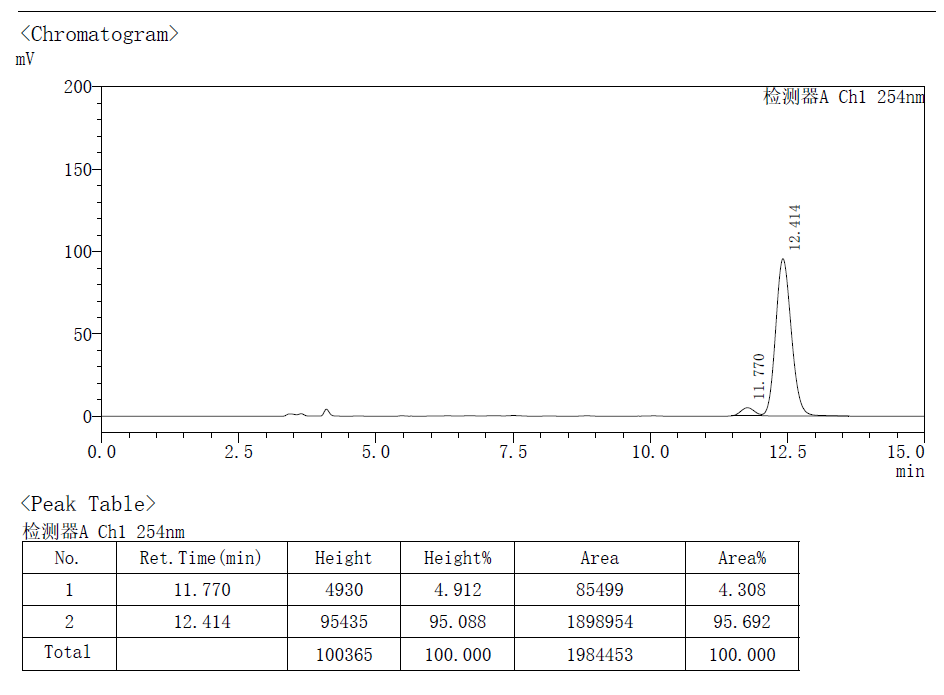 <Chromatogram>
mV
检测器A Ch1 254nm
200
150
100
50
0
11.770
12.414
0.0 2.5 5.0 7.5 10.0 12.5 15.0
min
<Peak Table>
检测器A Ch1 254nm
No. Ret.Time(min) Height Height% Area Area%
1 11.770 4930 4.912 85499 4.308
2 12.414 95435 95.088 1898954 95.692
Total 100365 100.000 1984453 100.000